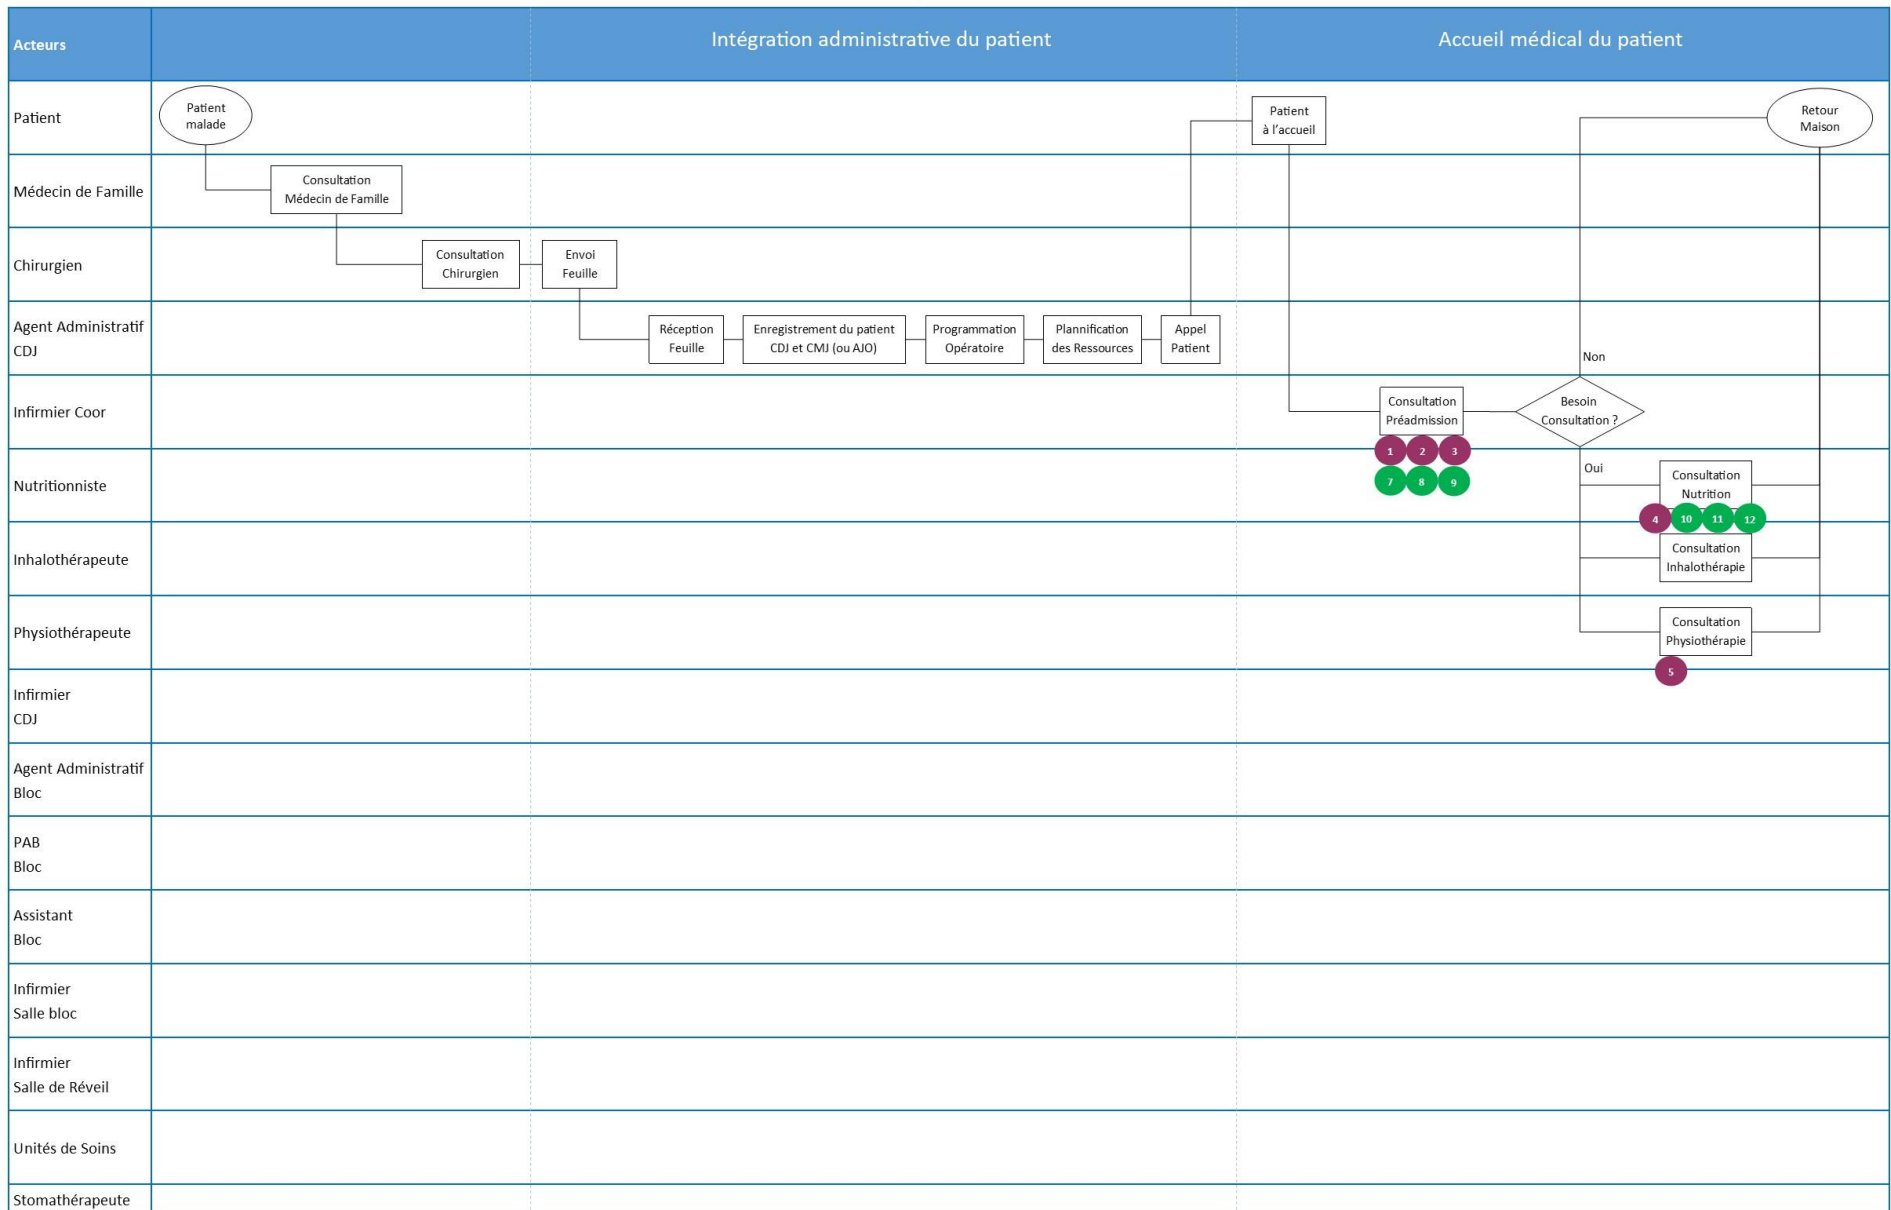 Acteurs
Intégration administrative du patient
Accueil médical du patient
Patient
Patient
malade
Patient
à l'accueil
Retour
Maison
Médecin de Famille
Consultation
Médecin de Famille
Chirurgien
Consultation
Chirurgien
Envoi
Feuille
Agent Administratif
CDJ
Réception
Feuille
Enregistrement du patient
CDJ et CMJ (ou AJO)
Programmation
Opératoire
Plannification
des Ressources
Appel
Patient
Non
Infirmier Coor
Consultation
Préadmission
Besoin
Consultation ?
1 2 3
7 8 9
Oui
Nutritionniste
Consultation
Nutrition
4 10 11 12
Inhalothérapeute
Consultation
Inhalothérapie
Physiothérapeute
Consultation
Physiothérapie
5
Infirmier
CDJ
Agent Administratif
Bloc
PAB
Bloc
Assistant
Bloc
Infirmier
Salle bloc
Infirmier
Salle de Réveil
Unités de Soins
Stomathérapeute